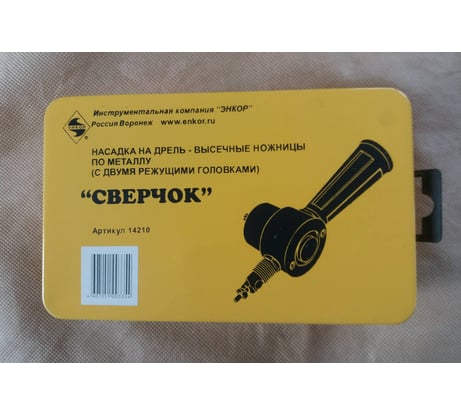 Инструментальная компания "ЭНКОР"
Россия Воронеж www.enkor.ru
ЭНКОР
®
НАСАДКА НА ДРЕЛЬ - ВЫСЕЧНЫЕ НОЖНИЦЫ
ПО МЕТАЛЛУ
(С ДВУМЯ РЕЖУЩИМИ ГОЛОВКАМИ)
“СВЕРЧОК”
Артикул 14210